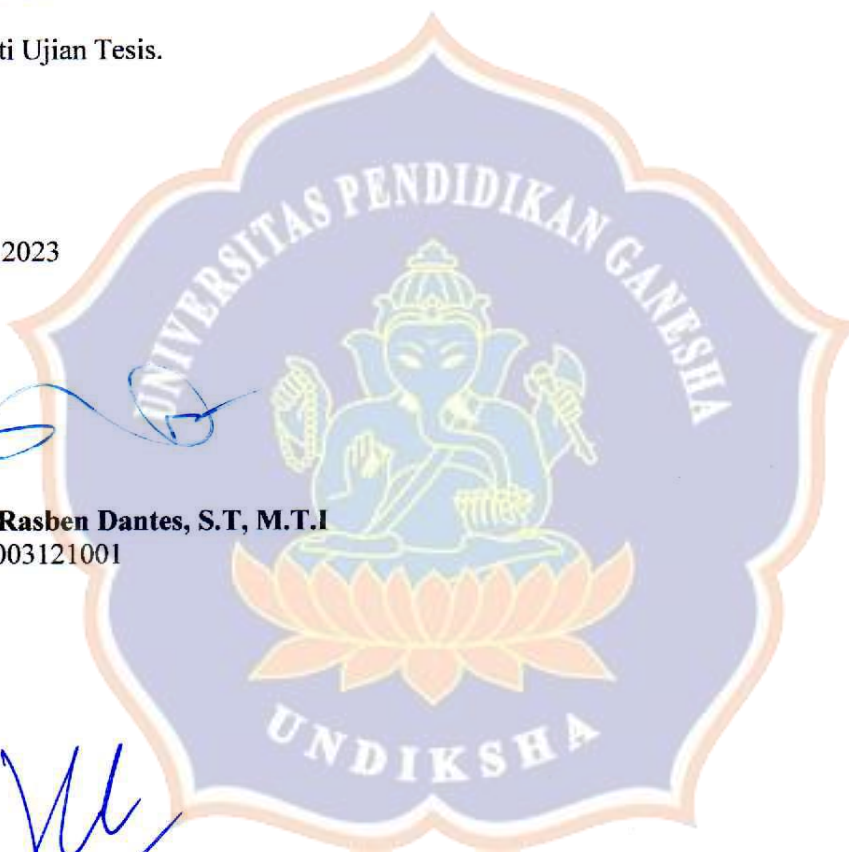 ti Ujian Tesis.
UNIVERSITAS PENDIDIKAN GANESHA
2023
Rasben Dantes, S.T, M.T.I
003121001
UNDIKSHA